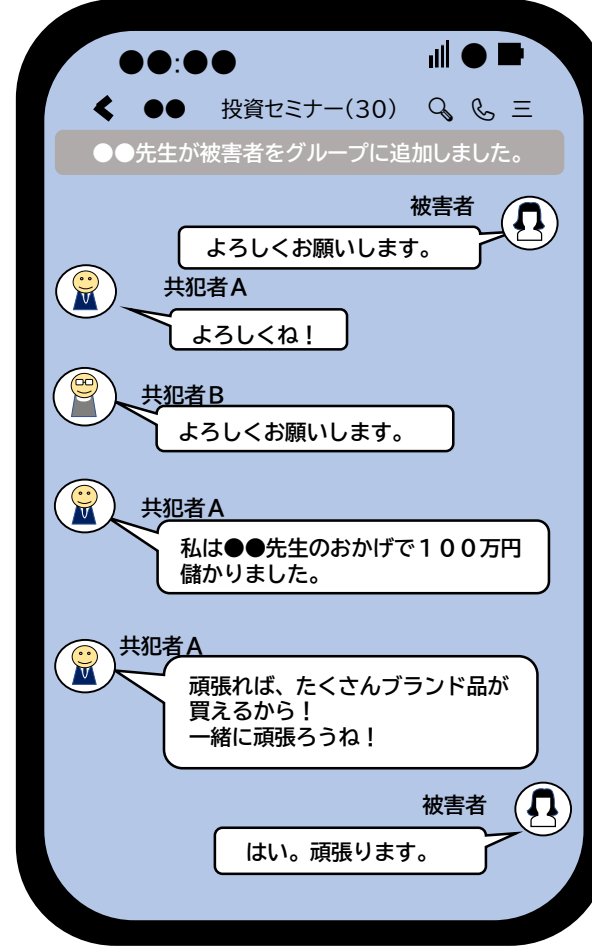 ●●:●●
●● 投資セミナー(30)
●●先生が被害者をグループに追加しました。
被害者
よろしくお願いします。
共犯者A
よろしくね！
共犯者B
よろしくお願いします。
共犯者A
私は●●先生のおかげで１００万円
儲かりました。
共犯者A
頑張れば、たくさんブランド品が
買えるから！
一緒に頑張ろうね！
被害者
はい。頑張ります。